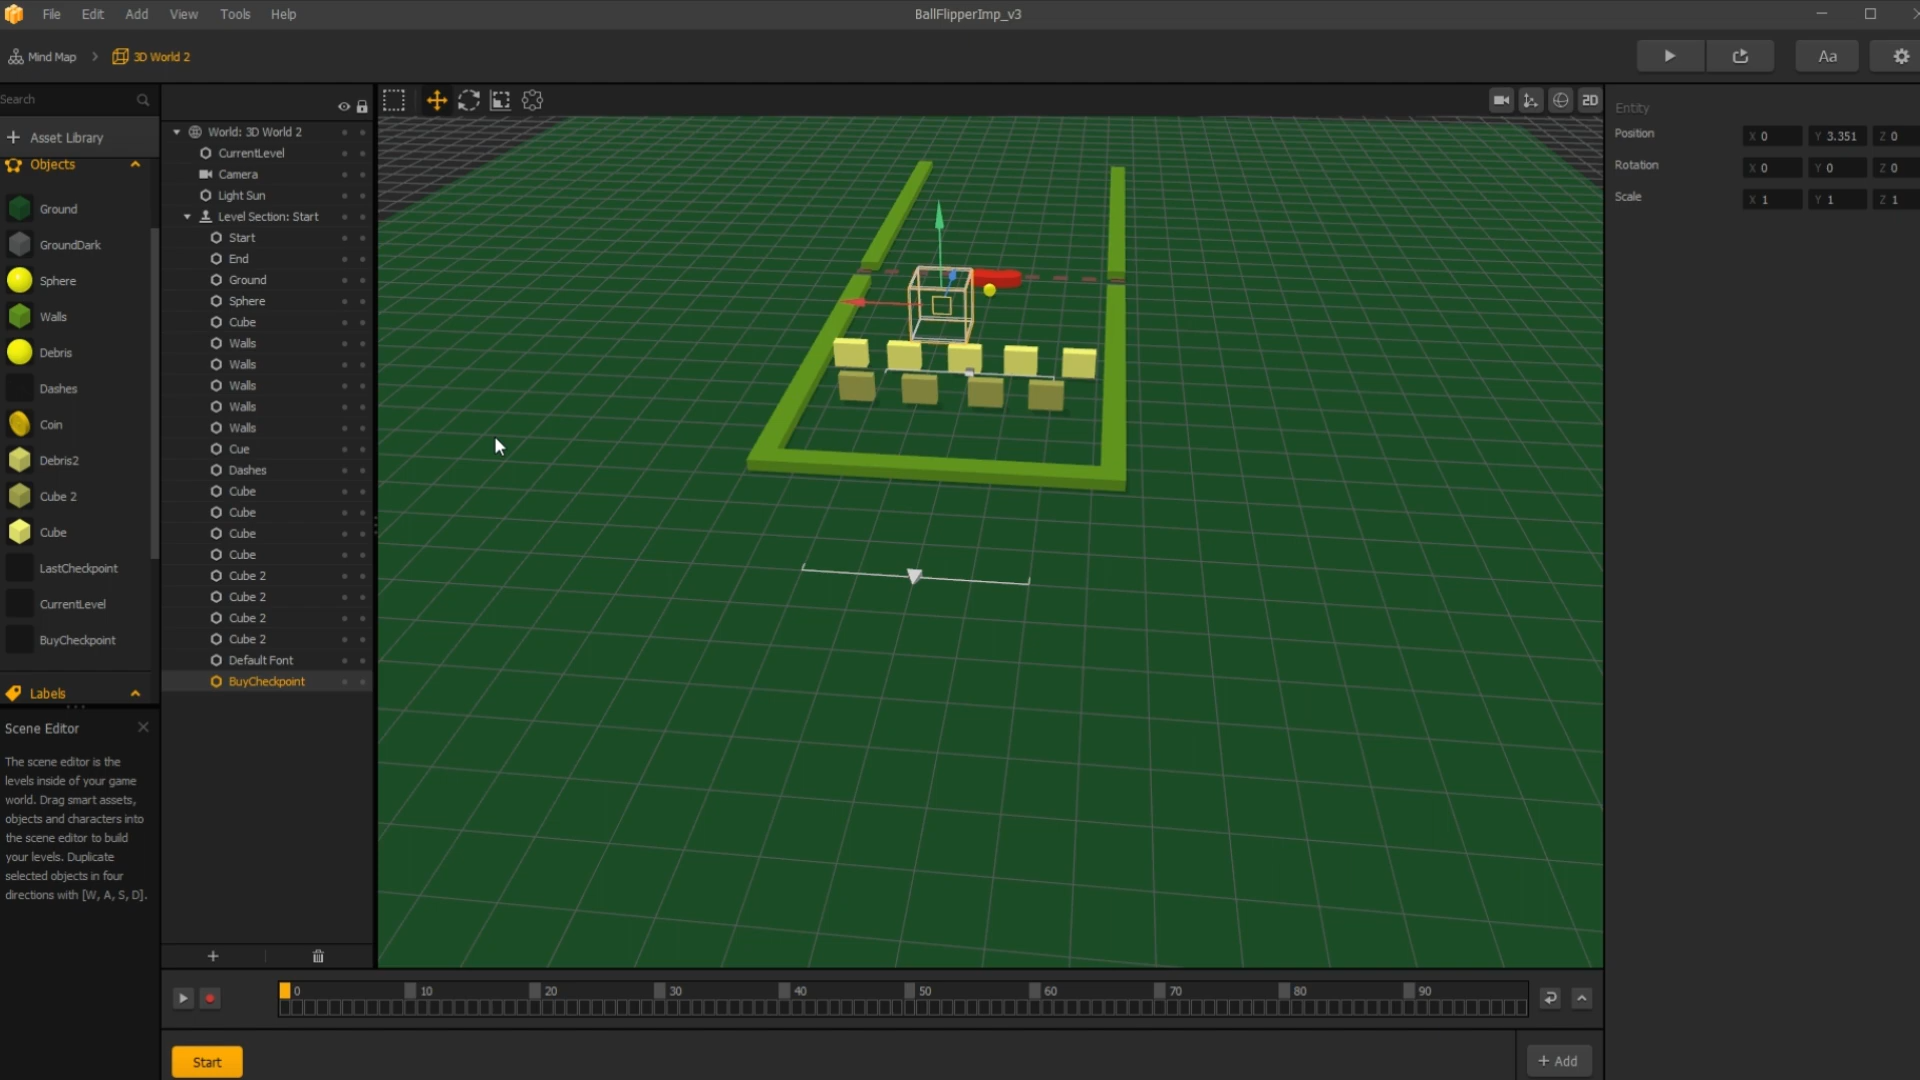 File Edit Add View Tools Help
BallFlipperImp_v3
Mind Map > 3D World 2
Aa
Search
Asset Library
Objects
Ground
GroundDark
Sphere
Walls
Debris
Dashes
Coin
Debris2
Cube 2
Cube
LastCheckpoint
CurrentLevel
BuyCheckpoint
Labels
Scene Editor
The scene editor is the
levels inside of your game
world. Drag smart assets,
objects and characters into
the scene editor to build
your levels. Duplicate
selected objects in four
directions with [W, A, S, D].
World: 3D World 2
CurrentLevel
Camera
Light Sun
Level Section: Start
Start
End
Ground
Sphere
Cube
Walls
Walls
Walls
Walls
Walls
Cue
Dashes
Cube
Cube
Cube
Cube
Cube 2
Cube 2
Cube 2
Cube 2
Default Font
BuyCheckpoint
2D
Entity
Position X 0 Y 3.351 Z 0
Rotation X 0 Y 0 Z 0
Scale X 1 Y 1 Z 1
0 10 20 30 40 50 60 70 80 90
Start
+ Add